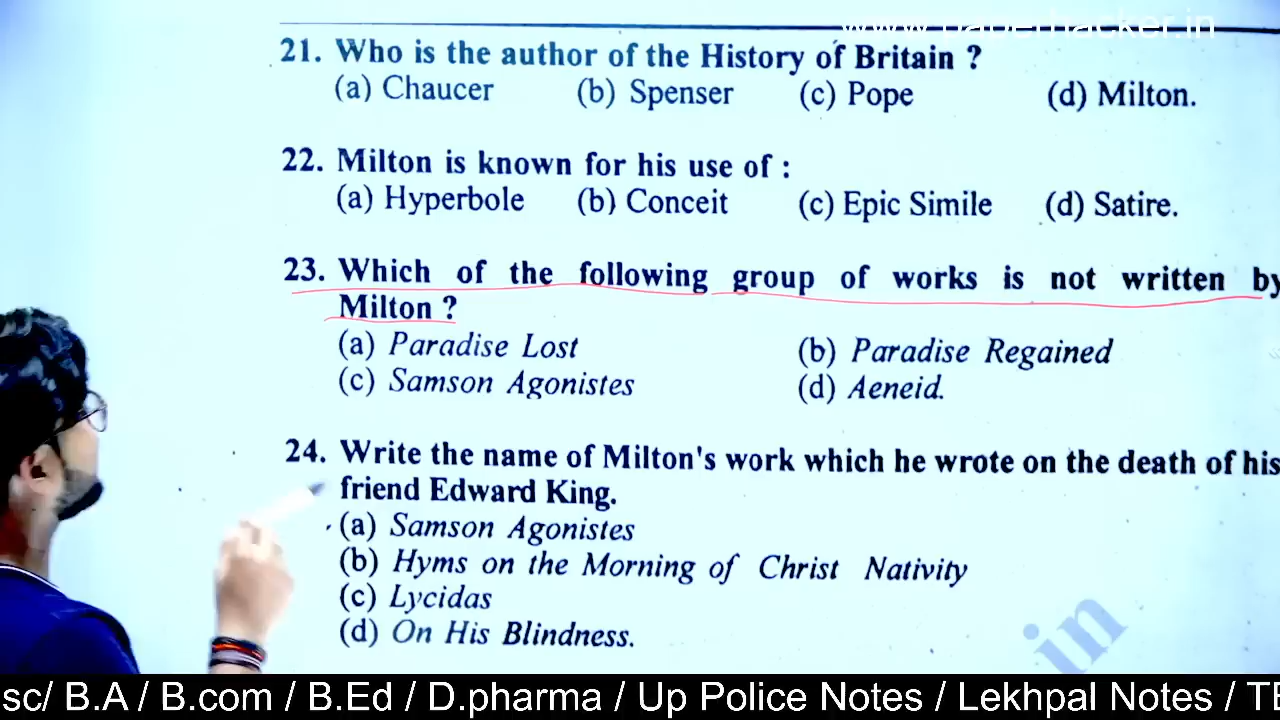 www.paperhacker.in
21. Who is the author of the History of Britain ?
(a) Chaucer (b) Spenser (c) Pope (d) Milton.
22. Milton is known for his use of :
(a) Hyperbole (b) Conceit (c) Epic Simile (d) Satire.
23. Which of the following group of works is not written by
Milton ?
(a) Paradise Lost (b) Paradise Regained
(c) Samson Agonistes (d) Aeneid.
24. Write the name of Milton's work which he wrote on the death of his
friend Edward King.
(a) Samson Agonistes
(b) Hyms on the Morning of Christ Nativity
(c) Lycidas
(d) On His Blindness.
in
sc/ B.A / B.com / B.Ed / D.pharma / Up Police Notes / Lekhpal Notes / TE